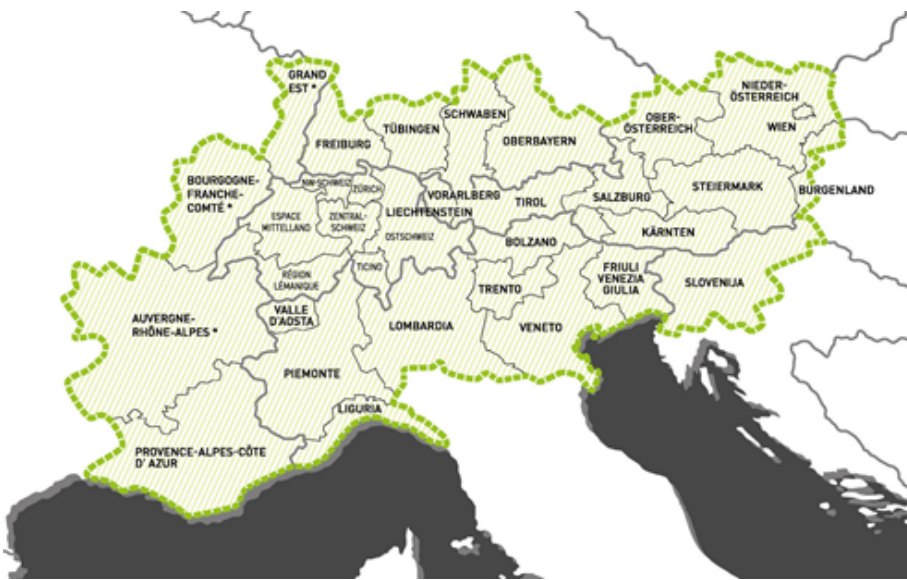 GRAND
EST *
NIEDER-
ÖSTERREICH
SCHWABEN
OBER-
ÖSTERREICH
WIEN
TÜBINGEN
FREIBURG
OBERBAYERN
BOURGOGNE-
FRANCHE-
COMTÉ *
NW-SCHWEIZ
ZÜRICH
VORARLBERG
TIROL
SALZBURG
STEIERMARK
BURGENLAND
LIECHTENSTEIN
ESPACE
MITTELLAND
ZENTRAL-
SCHWEIZ
OSTSCHWEIZ
BOLZANO
KÄRNTEN
TICINO
RÉGION
LÉMANIQUE
TRENTO
FRIULI
VENEZIA
GIULIA
SLOVENIJA
VALLE
D'AOSTA
AUVERGNE-
RHÔNE-ALPES *
LOMBARDIA
VENETO
PIEMONTE
LIGURIA
PROVENCE-ALPES-CÔTE
D' AZUR